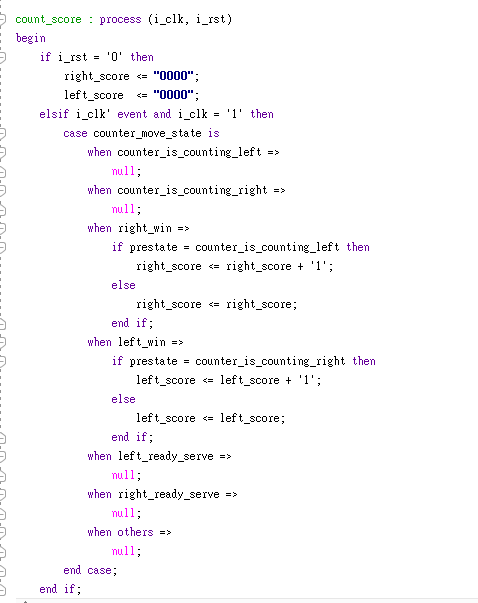 count_score : process (i_clk, i_rst)
begin
    if i_rst = '0' then
        right_score <= "0000";
        left_score  <= "0000";
    elsif i_clk' event and i_clk = '1' then
        case counter_move_state is
            when counter_is_counting_left =>
                null;
            when counter_is_counting_right =>
                null;
            when right_win =>
                if prestate = counter_is_counting_left then
                    right_score <= right_score + '1';
                else
                    right_score <= right_score;
                end if;
            when left_win =>
                if prestate = counter_is_counting_right then
                    left_score <= left_score + '1';
                else
                    left_score <= left_score;
                end if;
            when left_ready_serve =>
                null;
            when right_ready_serve =>
                null;
            when others =>
                null;
        end case;
    end if;